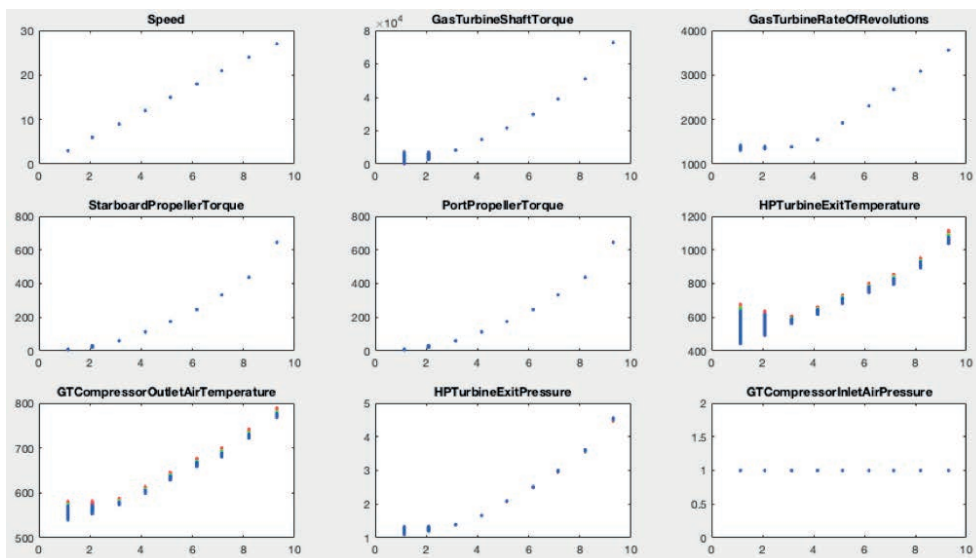 Speed
GasTurbineShaftTorque
GasTurbineRateOfRevolutions
30
20
10
0
0 2 4 6 8 10
×10⁴
8
6
4
2
0
0 2 4 6 8 10
4000
3000
2000
1000
0 2 4 6 8 10
StarboardPropellerTorque
PortPropellerTorque
HPTurbineExitTemperature
800
600
400
200
0
0 2 4 6 8 10
800
600
400
200
0
0 2 4 6 8 10
1200
1000
800
600
400
0 2 4 6 8 10
GTCompressorOutletAirTemperature
HPTurbineExitPressure
GTCompressorInletAirPressure
800
700
600
500
0 2 4 6 8 10
5
4
3
2
1
0 2 4 6 8 10
2
1.5
1
0.5
0
0 2 4 6 8 10